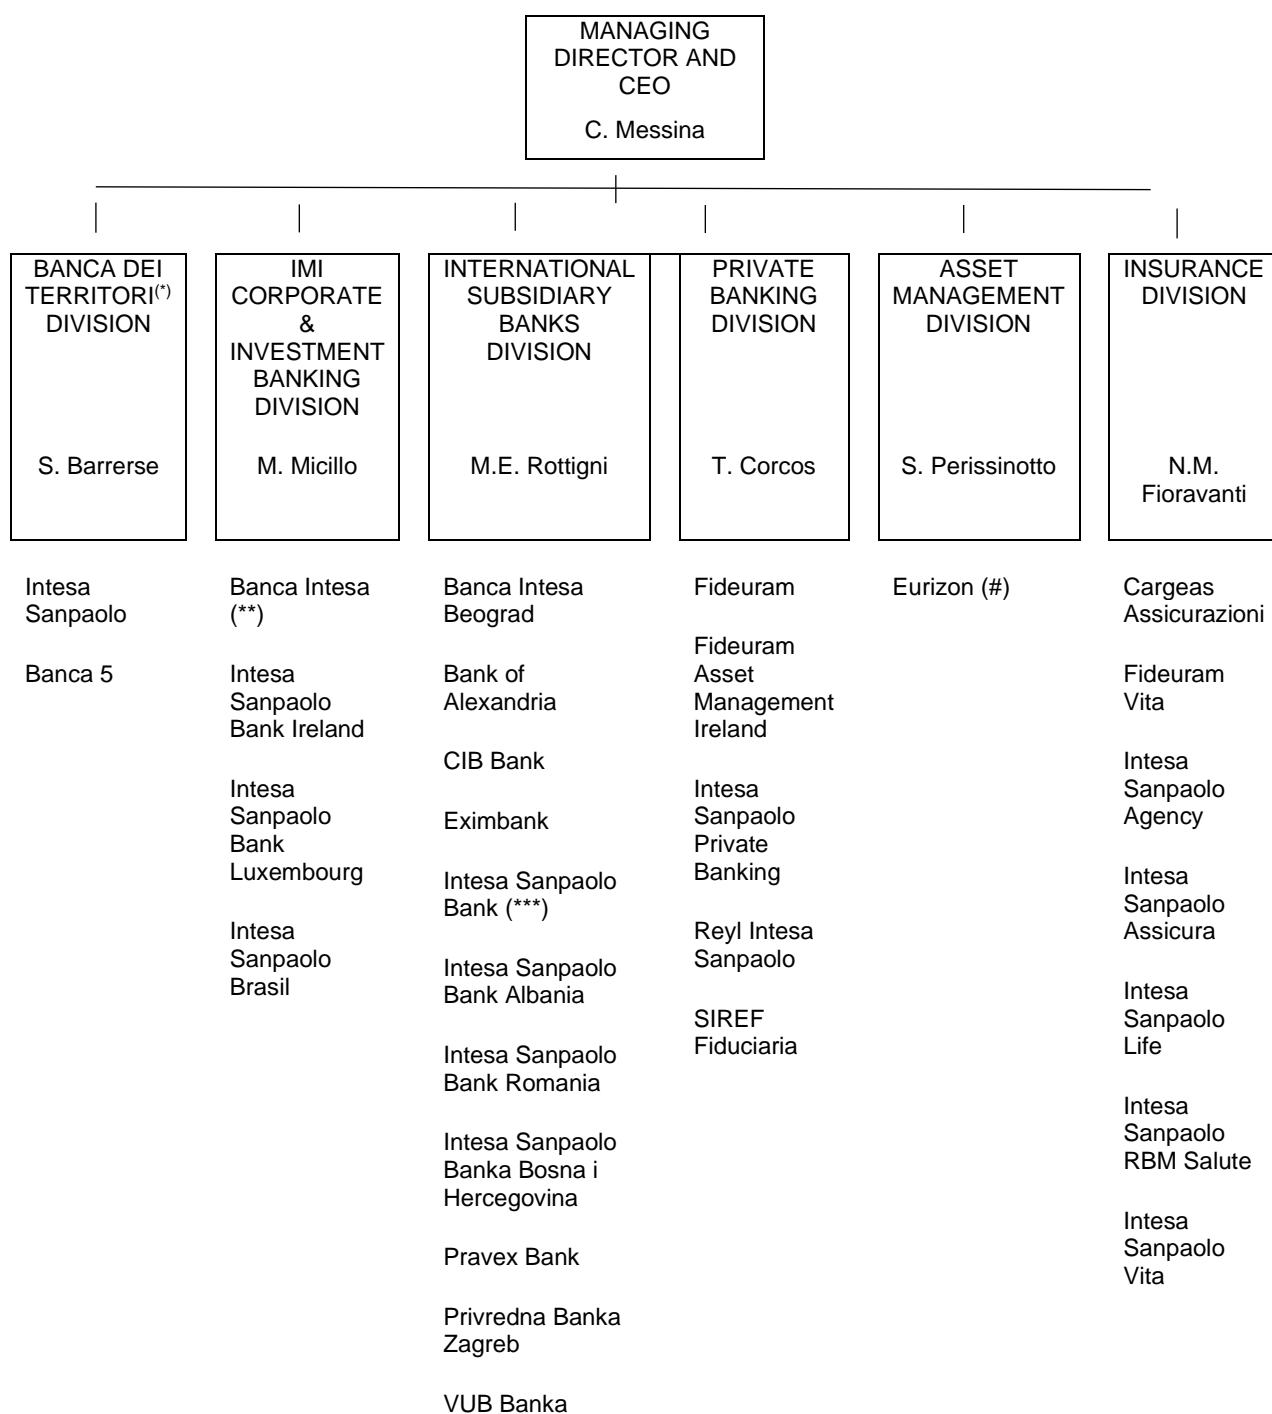 MANAGING
DIRECTOR AND
CEO
C. Messina
BANCA DEI
TERRITORI(*)
DIVISION
S. Barrerse
IMI
CORPORATE
&
INVESTMENT
BANKING
DIVISION
M. Micillo
INTERNATIONAL
SUBSIDIARY
BANKS
DIVISION
M.E. Rottigni
PRIVATE
BANKING
DIVISION
T. Corcos
ASSET
MANAGEMENT
DIVISION
S. Perissinotto
INSURANCE
DIVISION
N.M.
Fioravanti
Intesa
Sanpaolo
Banca 5
Banca Intesa
(**)
Intesa
Sanpaolo
Bank Ireland
Intesa
Sanpaolo
Bank
Luxembourg
Intesa
Sanpaolo
Brasil
Banca Intesa
Beograd
Bank of
Alexandria
CIB Bank
Eximbank
Intesa Sanpaolo
Bank (***)
Intesa Sanpaolo
Bank Albania
Intesa Sanpaolo
Bank Romania
Intesa Sanpaolo
Banka Bosna i
Hercegovina
Pravex Bank
Privredna Banka
Zagreb
VUB Banka
Fideuram
Fideuram
Asset
Management
Ireland
Intesa
Sanpaolo
Private
Banking
Reyl Intesa
Sanpaolo
SIREF
Fiduciaria
Eurizon (#)
Cargeas
Assicurazioni
Fideuram
Vita
Intesa
Sanpaolo
Agency
Intesa
Sanpaolo
Assicura
Intesa
Sanpaolo
Life
Intesa
Sanpaolo
RBM Salute
Intesa
Sanpaolo
Vita